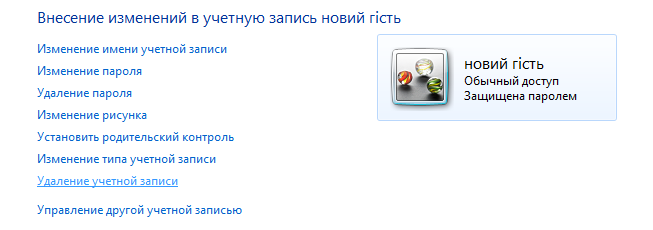 Внесение изменений в учетную запись новий гість
Изменение имени учетной записи
Изменение пароля
Удаление пароля
Изменение рисунка
Установить родительский контроль
Изменение типа учетной записи
Удаление учетной записи
Управление другой учетной записью
новий гість
Обычный доступ
Защищена паролем